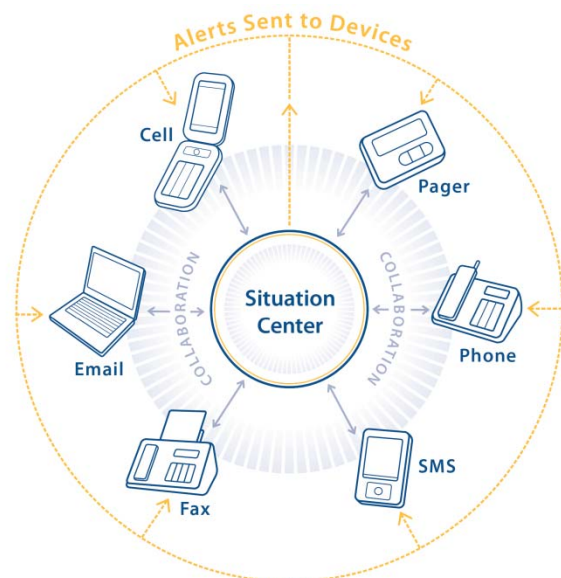 Alerts Sent to Devices
Cell
Pager
COLLABORATION
Situation
Center
COLLABORATION
Email
Phone
SMS
Fax